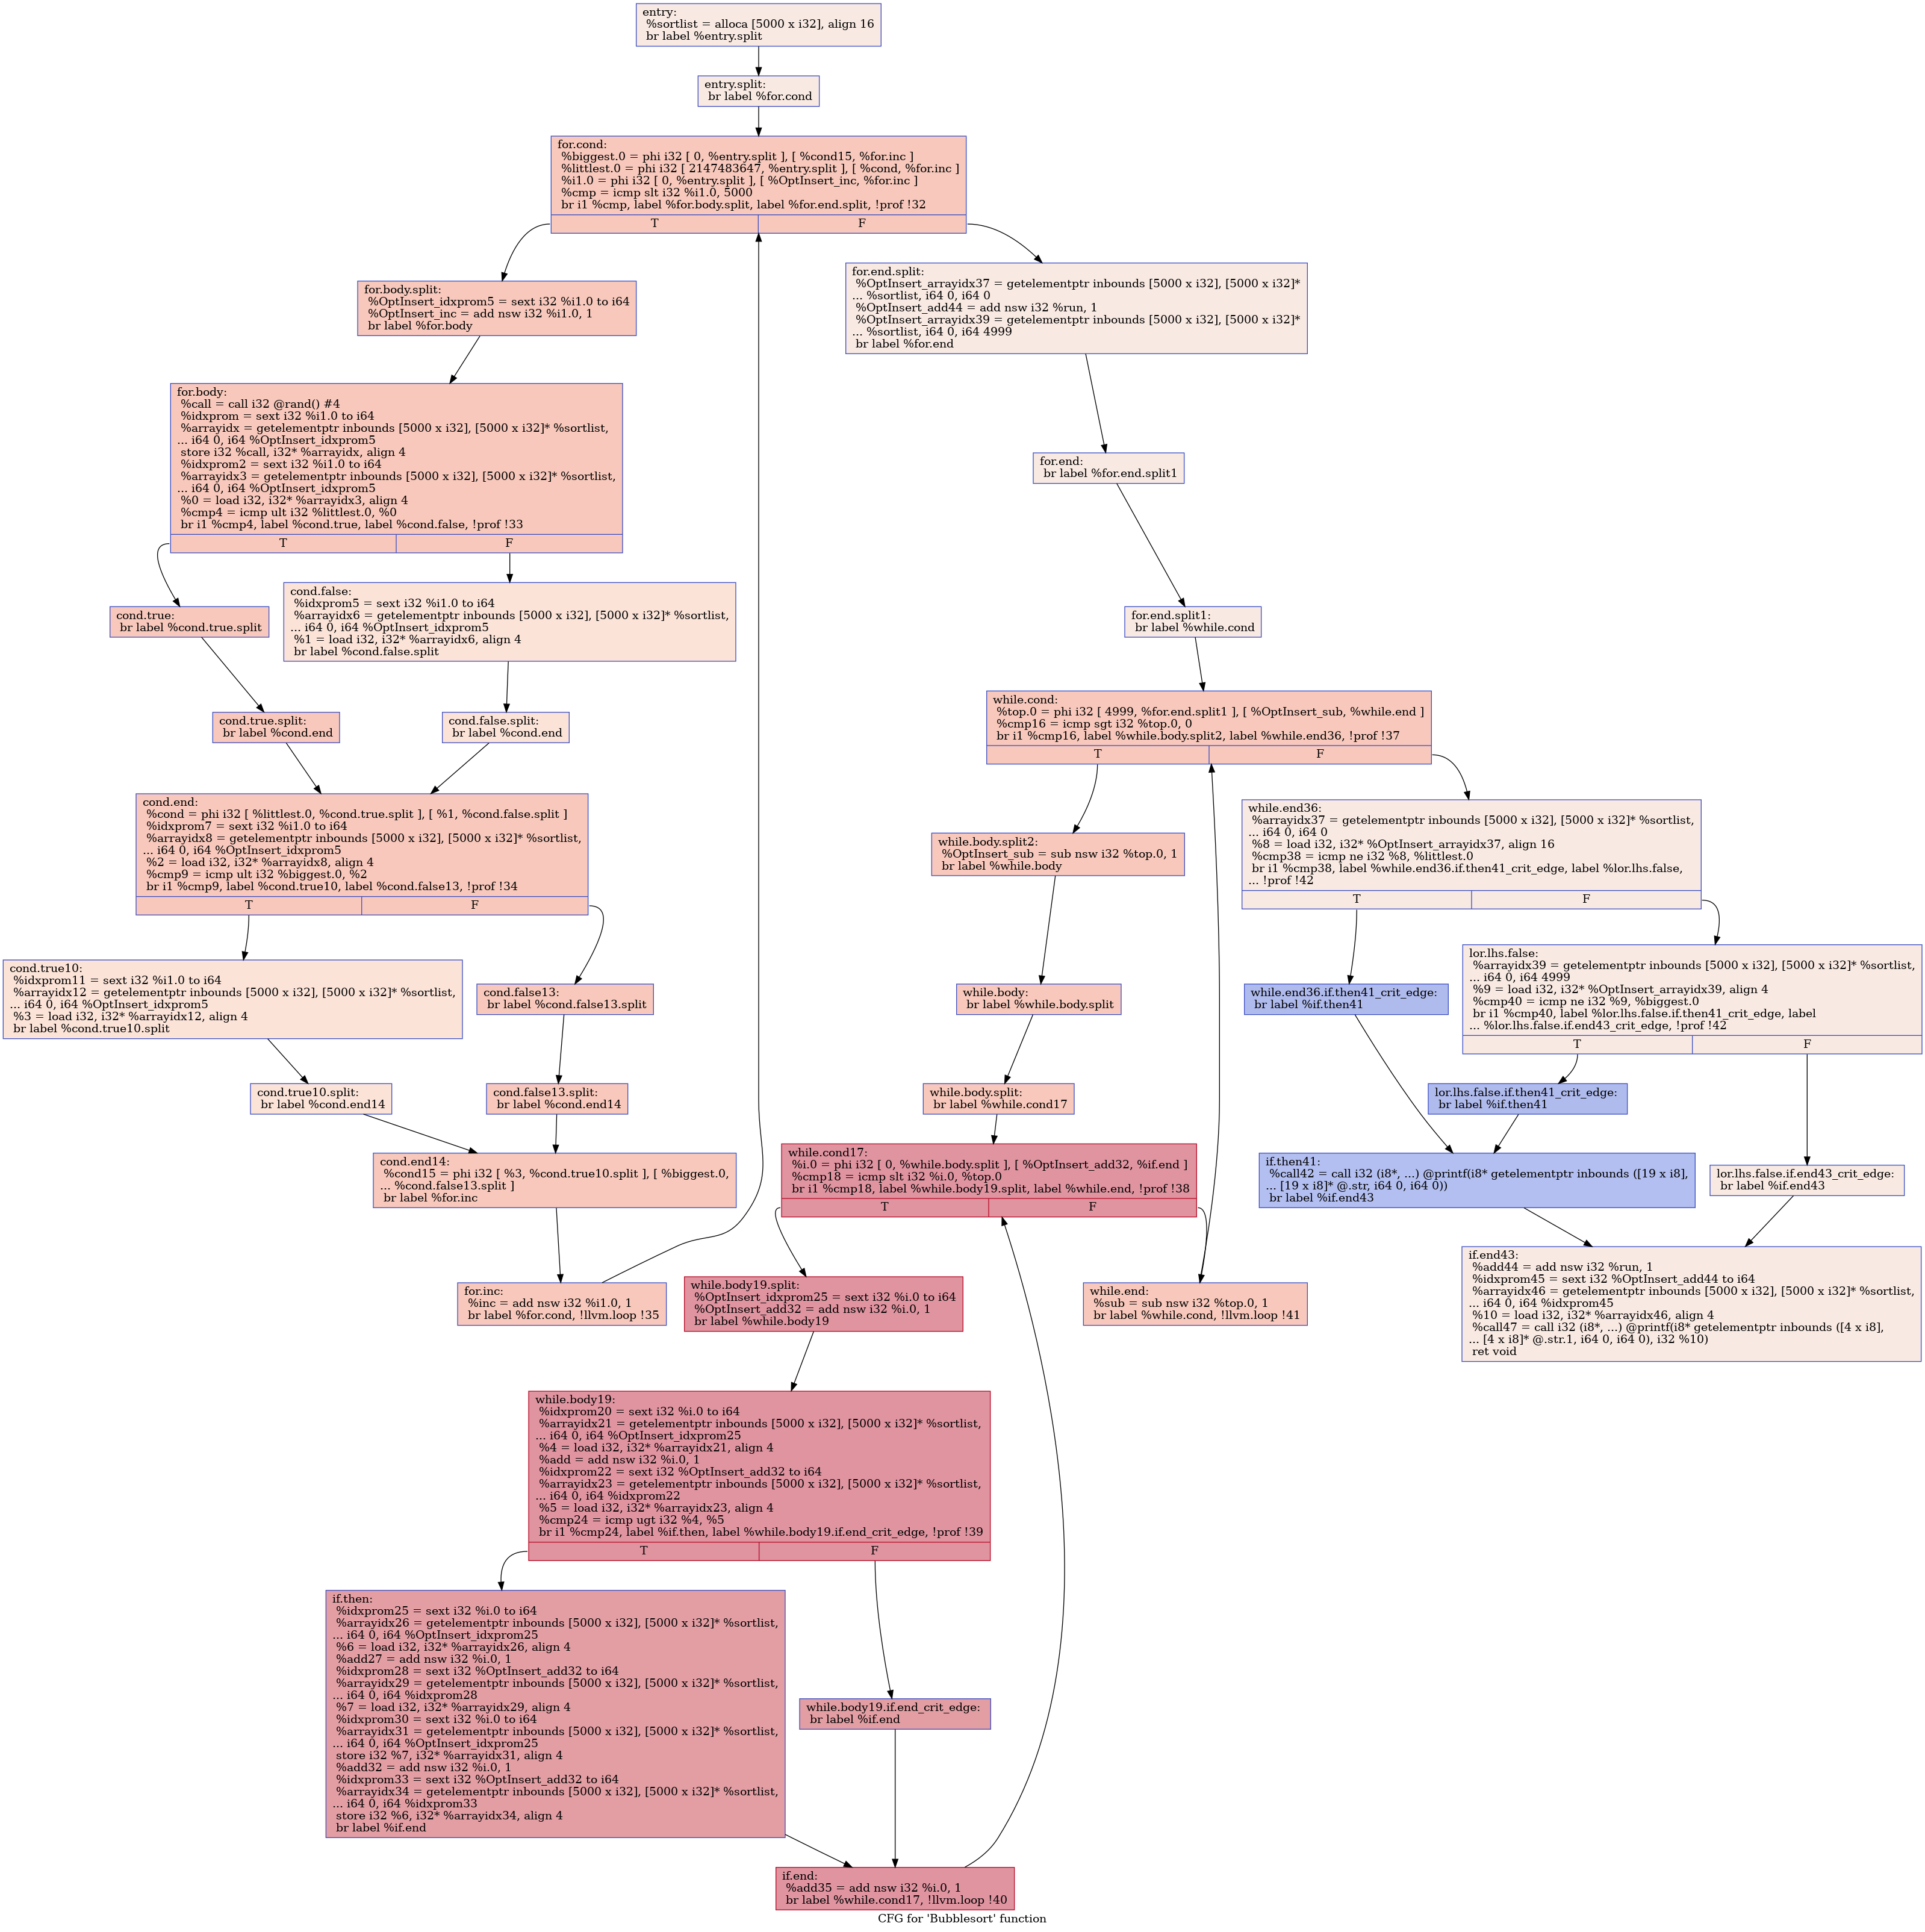 entry:
%sortlist = alloca [5000 x i32], align 16
br label %entry.split
entry.split:
br label %for.cond
for.cond:
%biggest.0 = phi i32 [ 0, %entry.split ], [ %cond15, %for.inc ]
%littlest.0 = phi i32 [ 2147483647, %entry.split ], [ %cond, %for.inc ]
%i1.0 = phi i32 [ 0, %entry.split ], [ %OptInsert_inc, %for.inc ]
%cmp = icmp slt i32 %i1.0, 5000
br i1 %cmp, label %for.body.split, label %for.end.split, !prof !32
T F
for.body.split:
%OptInsert_idxprom5 = sext i32 %i1.0 to i64
%OptInsert_inc = add nsw i32 %i1.0, 1
br label %for.body
for.body:
%call = call i32 @rand() #4
%idxprom = sext i32 %i1.0 to i64
%arrayidx = getelementptr inbounds [5000 x i32], [5000 x i32]* %sortlist,
... i64 0, i64 %OptInsert_idxprom5
store i32 %call, i32* %arrayidx, align 4
%idxprom2 = sext i32 %i1.0 to i64
%arrayidx3 = getelementptr inbounds [5000 x i32], [5000 x i32]* %sortlist,
... i64 0, i64 %OptInsert_idxprom5
%0 = load i32, i32* %arrayidx3, align 4
%cmp4 = icmp ult i32 %littlest.0, %0
br i1 %cmp4, label %cond.true, label %cond.false, !prof !33
T F
cond.true:
br label %cond.true.split
cond.false:
%idxprom5 = sext i32 %i1.0 to i64
%arrayidx6 = getelementptr inbounds [5000 x i32], [5000 x i32]* %sortlist,
... i64 0, i64 %OptInsert_idxprom5
%1 = load i32, i32* %arrayidx6, align 4
br label %cond.false.split
cond.true.split:
br label %cond.end
cond.false.split:
br label %cond.end
cond.end:
%cond = phi i32 [ %littlest.0, %cond.true.split ], [ %1, %cond.false.split ]
%idxprom7 = sext i32 %i1.0 to i64
%arrayidx8 = getelementptr inbounds [5000 x i32], [5000 x i32]* %sortlist,
... i64 0, i64 %OptInsert_idxprom5
%2 = load i32, i32* %arrayidx8, align 4
%cmp9 = icmp ult i32 %biggest.0, %2
br i1 %cmp9, label %cond.true10, label %cond.false13, !prof !34
T F
cond.true10:
%idxprom11 = sext i32 %i1.0 to i64
%arrayidx12 = getelementptr inbounds [5000 x i32], [5000 x i32]* %sortlist,
... i64 0, i64 %OptInsert_idxprom5
%3 = load i32, i32* %arrayidx12, align 4
br label %cond.true10.split
cond.false13:
br label %cond.false13.split
cond.true10.split:
br label %cond.end14
cond.false13.split:
br label %cond.end14
cond.end14:
%cond15 = phi i32 [ %3, %cond.true10.split ], [ %biggest.0,
... %cond.false13.split ]
br label %for.inc
for.inc:
%inc = add nsw i32 %i1.0, 1
br label %for.cond, !llvm.loop !35
for.end.split:
%OptInsert_arrayidx37 = getelementptr inbounds [5000 x i32], [5000 x i32]*
... %sortlist, i64 0, i64 0
%OptInsert_add44 = add nsw i32 %run, 1
%OptInsert_arrayidx39 = getelementptr inbounds [5000 x i32], [5000 x i32]*
... %sortlist, i64 0, i64 4999
br label %for.end
for.end:
br label %for.end.split1
for.end.split1:
br label %while.cond
while.cond:
%top.0 = phi i32 [ 4999, %for.end.split1 ], [ %OptInsert_sub, %while.end ]
%cmp16 = icmp sgt i32 %top.0, 0
br i1 %cmp16, label %while.body.split2, label %while.end36, !prof !37
T F
while.body.split2:
%OptInsert_sub = sub nsw i32 %top.0, 1
br label %while.body
while.body:
br label %while.body.split
while.body.split:
br label %while.cond17
while.cond17:
%i.0 = phi i32 [ 0, %while.body.split ], [ %OptInsert_add32, %if.end ]
%cmp18 = icmp slt i32 %i.0, %top.0
br i1 %cmp18, label %while.body19.split, label %while.end, !prof !38
T F
while.body19.split:
%OptInsert_idxprom25 = sext i32 %i.0 to i64
%OptInsert_add32 = add nsw i32 %i.0, 1
br label %while.body19
while.end:
%sub = sub nsw i32 %top.0, 1
br label %while.cond, !llvm.loop !41
while.body19:
%idxprom20 = sext i32 %i.0 to i64
%arrayidx21 = getelementptr inbounds [5000 x i32], [5000 x i32]* %sortlist,
... i64 0, i64 %OptInsert_idxprom25
%4 = load i32, i32* %arrayidx21, align 4
%add = add nsw i32 %i.0, 1
%idxprom22 = sext i32 %OptInsert_add32 to i64
%arrayidx23 = getelementptr inbounds [5000 x i32], [5000 x i32]* %sortlist,
... i64 0, i64 %idxprom22
%5 = load i32, i32* %arrayidx23, align 4
%cmp24 = icmp ugt i32 %4, %5
br i1 %cmp24, label %if.then, label %while.body19.if.end_crit_edge, !prof !39
T F
if.then:
%idxprom25 = sext i32 %i.0 to i64
%arrayidx26 = getelementptr inbounds [5000 x i32], [5000 x i32]* %sortlist,
... i64 0, i64 %OptInsert_idxprom25
%6 = load i32, i32* %arrayidx26, align 4
%add27 = add nsw i32 %i.0, 1
%idxprom28 = sext i32 %OptInsert_add32 to i64
%arrayidx29 = getelementptr inbounds [5000 x i32], [5000 x i32]* %sortlist,
... i64 0, i64 %idxprom28
%7 = load i32, i32* %arrayidx29, align 4
%idxprom30 = sext i32 %i.0 to i64
%arrayidx31 = getelementptr inbounds [5000 x i32], [5000 x i32]* %sortlist,
... i64 0, i64 %OptInsert_idxprom25
store i32 %7, i32* %arrayidx31, align 4
%add32 = add nsw i32 %i.0, 1
%idxprom33 = sext i32 %OptInsert_add32 to i64
%arrayidx34 = getelementptr inbounds [5000 x i32], [5000 x i32]* %sortlist,
... i64 0, i64 %idxprom33
store i32 %6, i32* %arrayidx34, align 4
br label %if.end
while.body19.if.end_crit_edge:
br label %if.end
if.end:
%add35 = add nsw i32 %i.0, 1
br label %while.cond17, !llvm.loop !40
while.end36:
%arrayidx37 = getelementptr inbounds [5000 x i32], [5000 x i32]* %sortlist,
... i64 0, i64 0
%8 = load i32, i32* %OptInsert_arrayidx37, align 16
%cmp38 = icmp ne i32 %8, %littlest.0
br i1 %cmp38, label %while.end36.if.then41_crit_edge, label %lor.lhs.false,
... !prof !42
T F
while.end36.if.then41_crit_edge:
br label %if.then41
lor.lhs.false:
%arrayidx39 = getelementptr inbounds [5000 x i32], [5000 x i32]* %sortlist,
... i64 0, i64 4999
%9 = load i32, i32* %OptInsert_arrayidx39, align 4
%cmp40 = icmp ne i32 %9, %biggest.0
br i1 %cmp40, label %lor.lhs.false.if.then41_crit_edge, label
... %lor.lhs.false.if.end43_crit_edge, !prof !42
T F
lor.lhs.false.if.then41_crit_edge:
br label %if.then41
if.then41:
%call42 = call i32 (i8*, ...) @printf(i8* getelementptr inbounds ([19 x i8],
... [19 x i8]* @.str, i64 0, i64 0))
br label %if.end43
lor.lhs.false.if.end43_crit_edge:
br label %if.end43
if.end43:
%add44 = add nsw i32 %run, 1
%idxprom45 = sext i32 %OptInsert_add44 to i64
%arrayidx46 = getelementptr inbounds [5000 x i32], [5000 x i32]* %sortlist,
... i64 0, i64 %idxprom45
%10 = load i32, i32* %arrayidx46, align 4
%call47 = call i32 (i8*, ...) @printf(i8* getelementptr inbounds ([4 x i8],
... [4 x i8]* @.str.1, i64 0, i64 0), i32 %10)
ret void
CFG for 'Bubblesort' function